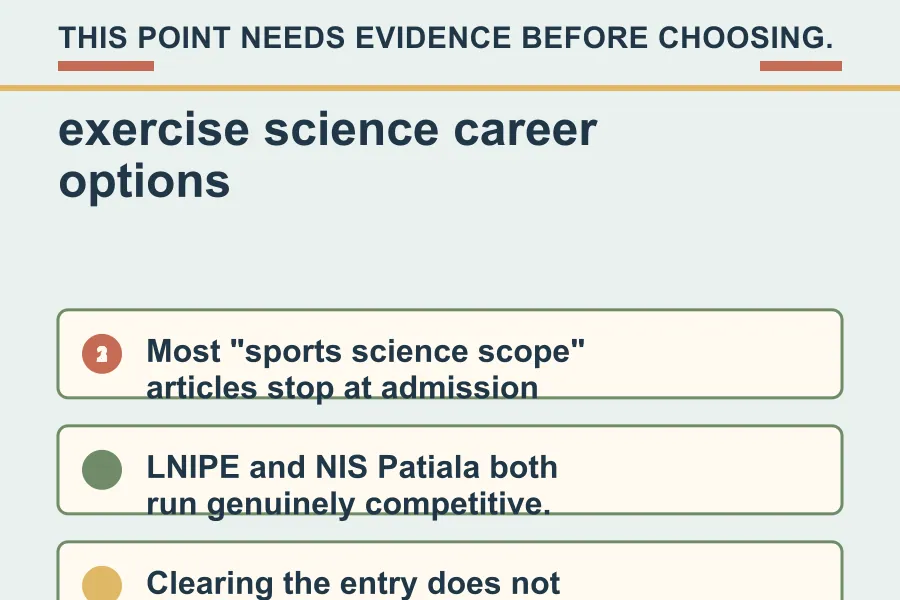 THIS POINT NEEDS EVIDENCE BEFORE CHOOSING.
exercise science career
options
Most "sports science scope"
articles stop at admission
LNIPE and NIS Patiala both
run genuinely competitive.
Clearing the entry does not